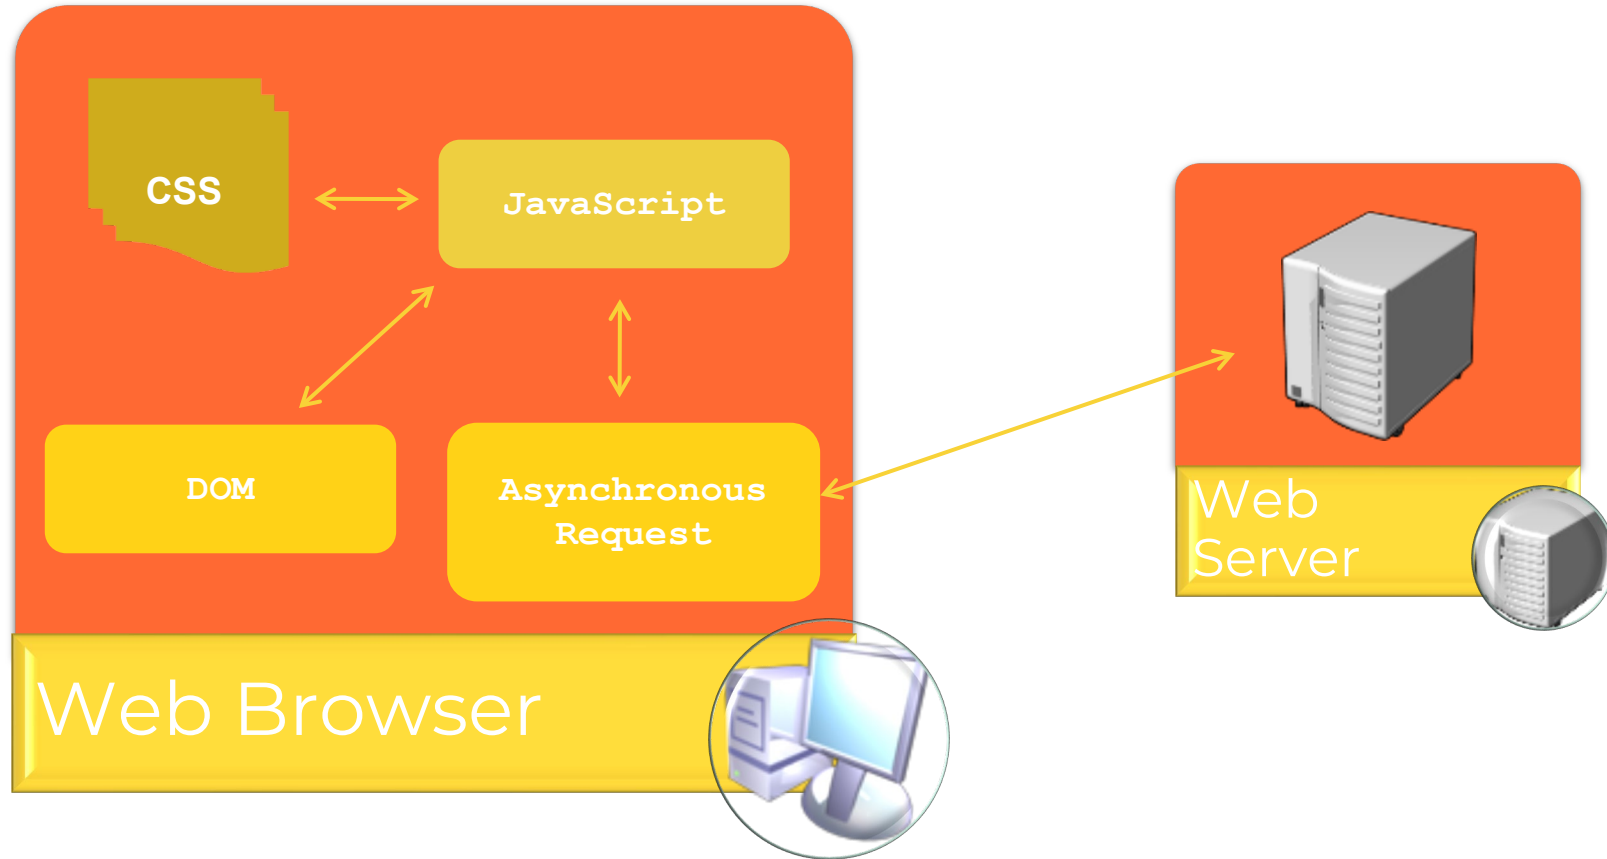 CSS
JavaScript
DOM
Asynchronous
Request
Web
Server
Web Browser